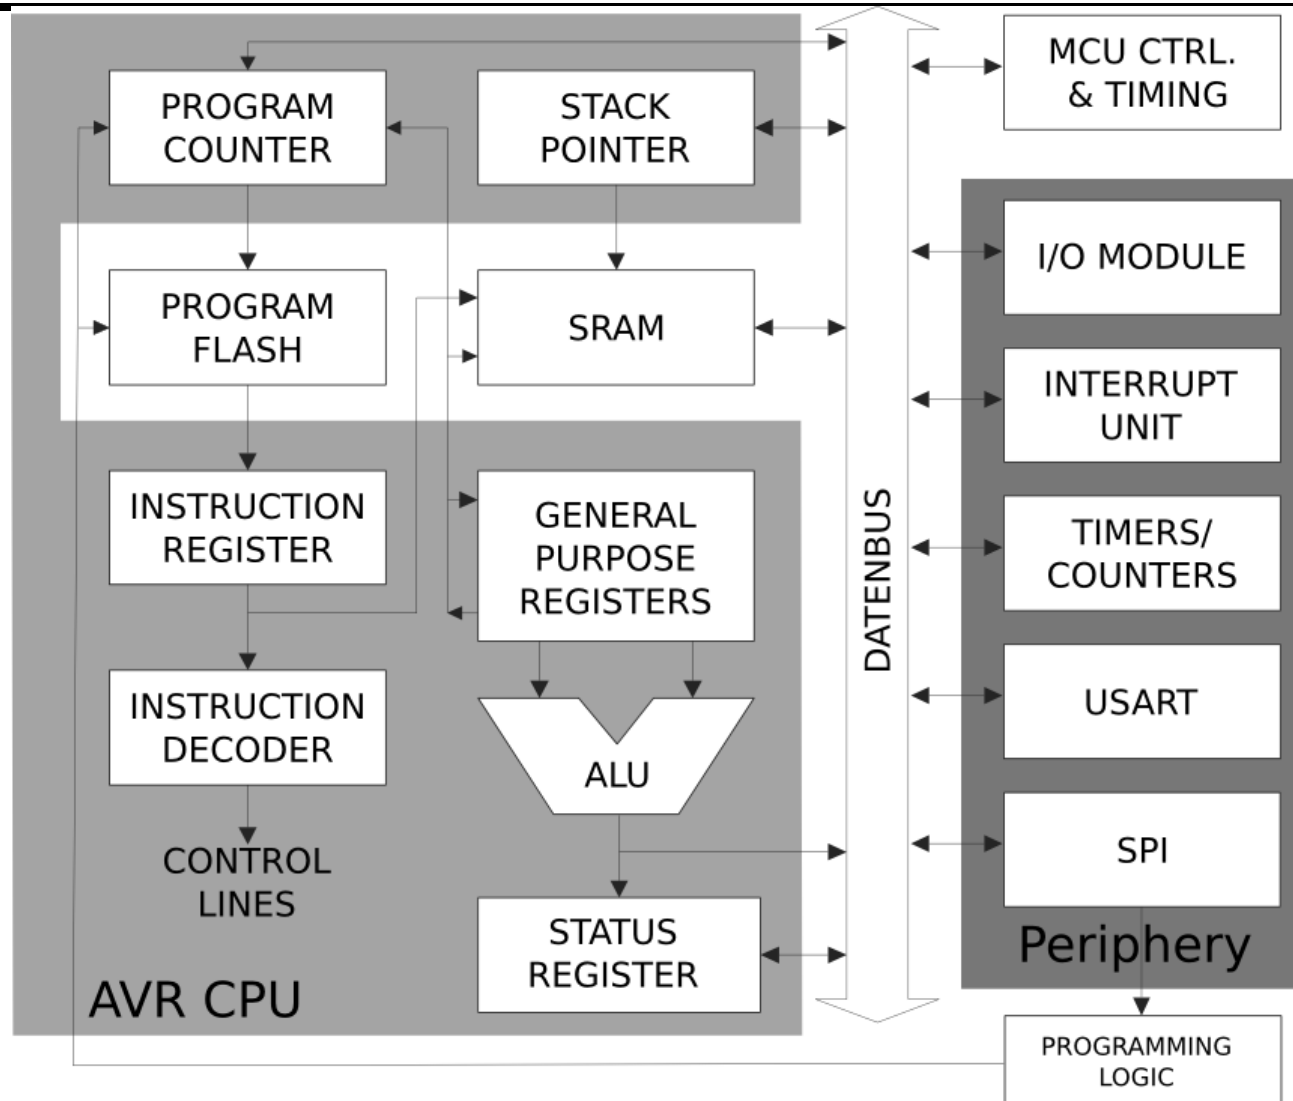 PROGRAM
COUNTER
STACK
POINTER
MCU CTRL.
& TIMING
PROGRAM
FLASH
SRAM
I/O MODULE
INTERRUPT
UNIT
INSTRUCTION
REGISTER
GENERAL
PURPOSE
REGISTERS
DATENBUS
TIMERS/
COUNTERS
INSTRUCTION
DECODER
ALU
USART
CONTROL
LINES
SPI
STATUS
REGISTER
Periphery
AVR CPU
PROGRAMMING
LOGIC